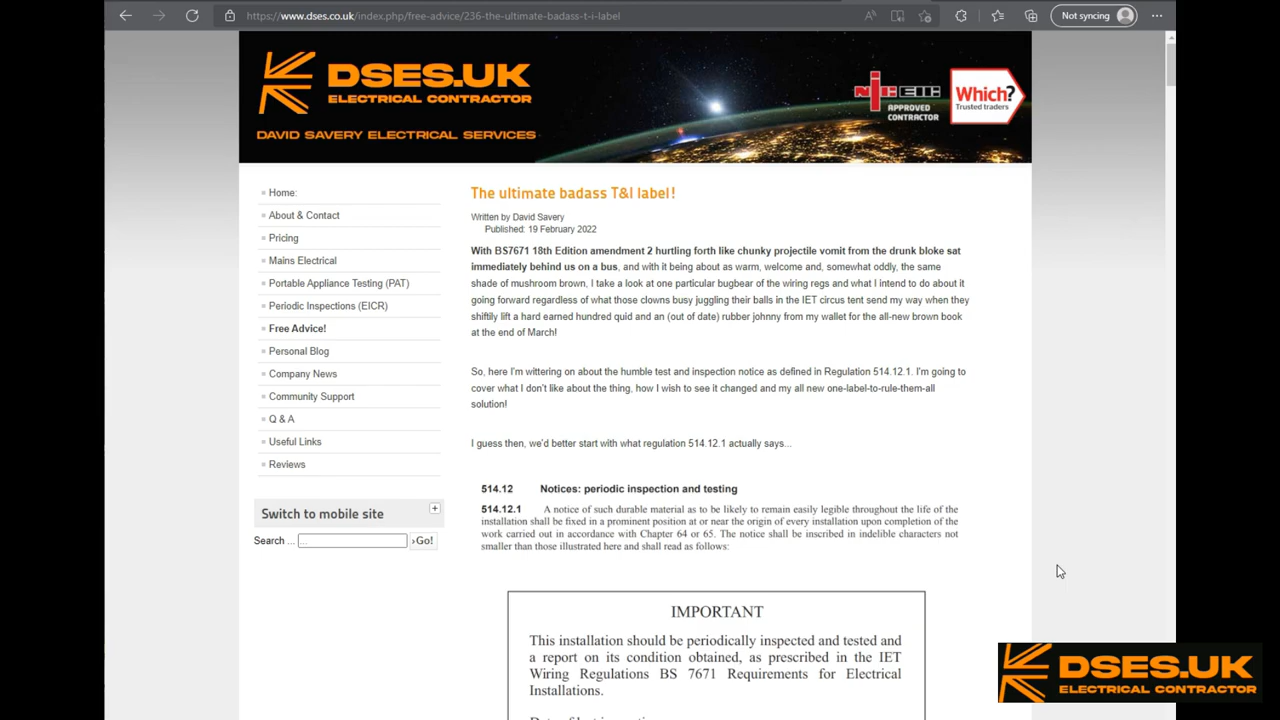 https://www.dses.co.uk/index.php/free-advice/236-the-ultimate-badass-t-i-label
Not syncing
DSES.UK
ELECTRICAL CONTRACTOR
DAVID SAVERY ELECTRICAL SERVICES
NICEIC
APPROVED
CONTRACTOR
Which?
Trusted traders
Home:
About & Contact
Pricing
Mains Electrical
Portable Appliance Testing (PAT)
Periodic Inspections (EICR)
Free Advice!
Personal Blog
Company News
Community Support
Q & A
Useful Links
Reviews
Switch to mobile site
Search ...
...
›Go!
The ultimate badass T&I label!
Written by David Savery
Published: 19 February 2022
With BS7671 18th Edition amendment 2 hurtling forth like chunky projectile vomit from the drunk bloke sat
immediately behind us on a bus, and with it being about as warm, welcome and, somewhat oddly, the same
shade of mushroom brown, I take a look at one particular bugbear of the wiring regs and what I intend to do about it
going forward regardless of what those clowns busy juggling their balls in the IET circus tent send my way when they
shiftily lift a hard earned hundred quid and an (out of date) rubber johnny from my wallet for the all-new brown book
at the end of March!
So, here I'm wittering on about the humble test and inspection notice as defined in Regulation 514.12.1. I'm going to
cover what I don't like about the thing, how I wish to see it changed and my all new one-label-to-rule-them-all
solution!
I guess then, we'd better start with what regulation 514.12.1 actually says...
514.12 Notices: periodic inspection and testing
514.12.1 A notice of such durable material as to be likely to remain easily legible throughout the life of the
installation shall be fixed in a prominent position at or near the origin of every installation upon completion of the
work carried out in accordance with Chapter 64 or 65. The notice shall be inscribed in indelible characters not
smaller than those illustrated here and shall read as follows:
IMPORTANT
This installation should be periodically inspected and tested and
a report on its condition obtained, as prescribed in the IET
Wiring Regulations BS 7671 Requirements for Electrical
Installations.
DSES.UK
ELECTRICAL CONTRACTOR